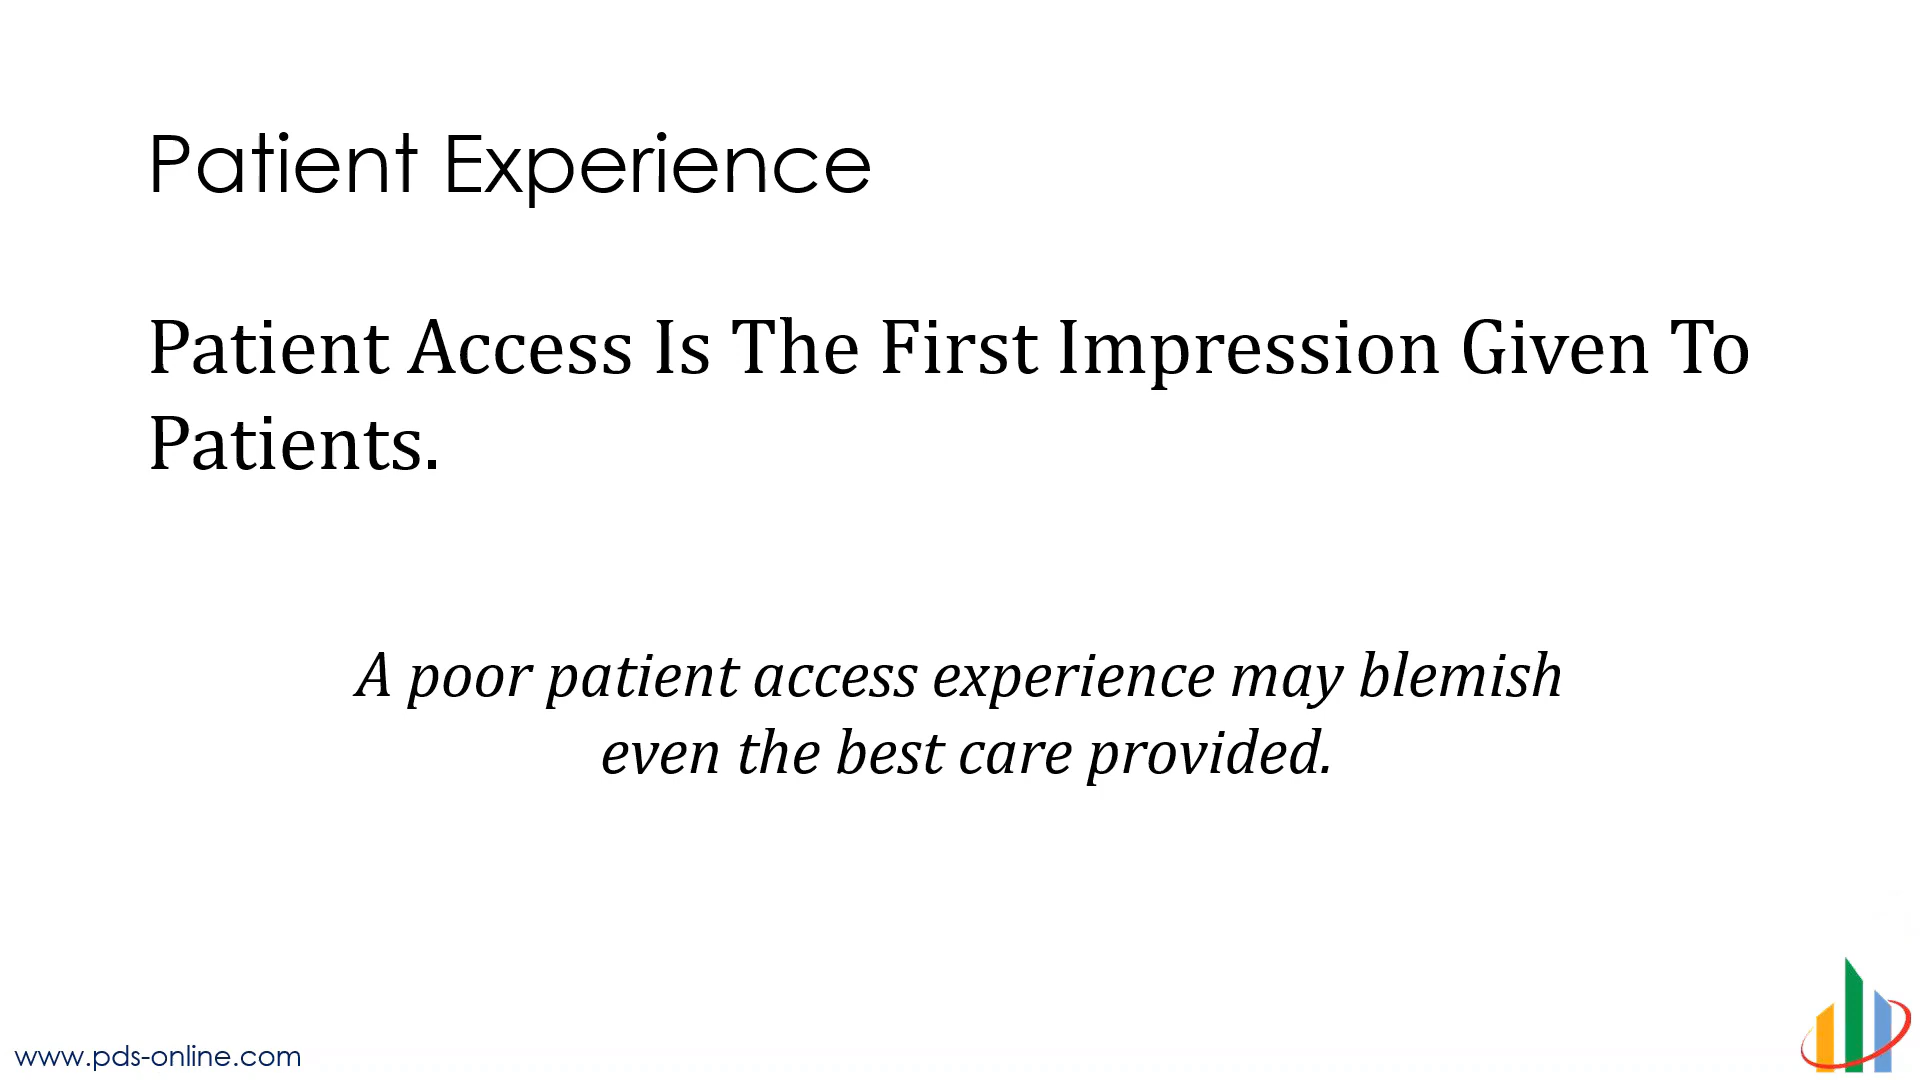 Patient Experience
Patient Access Is The First Impression Given To
Patients.
A poor patient access experience may blemish
even the best care provided.
www.pds-online.com